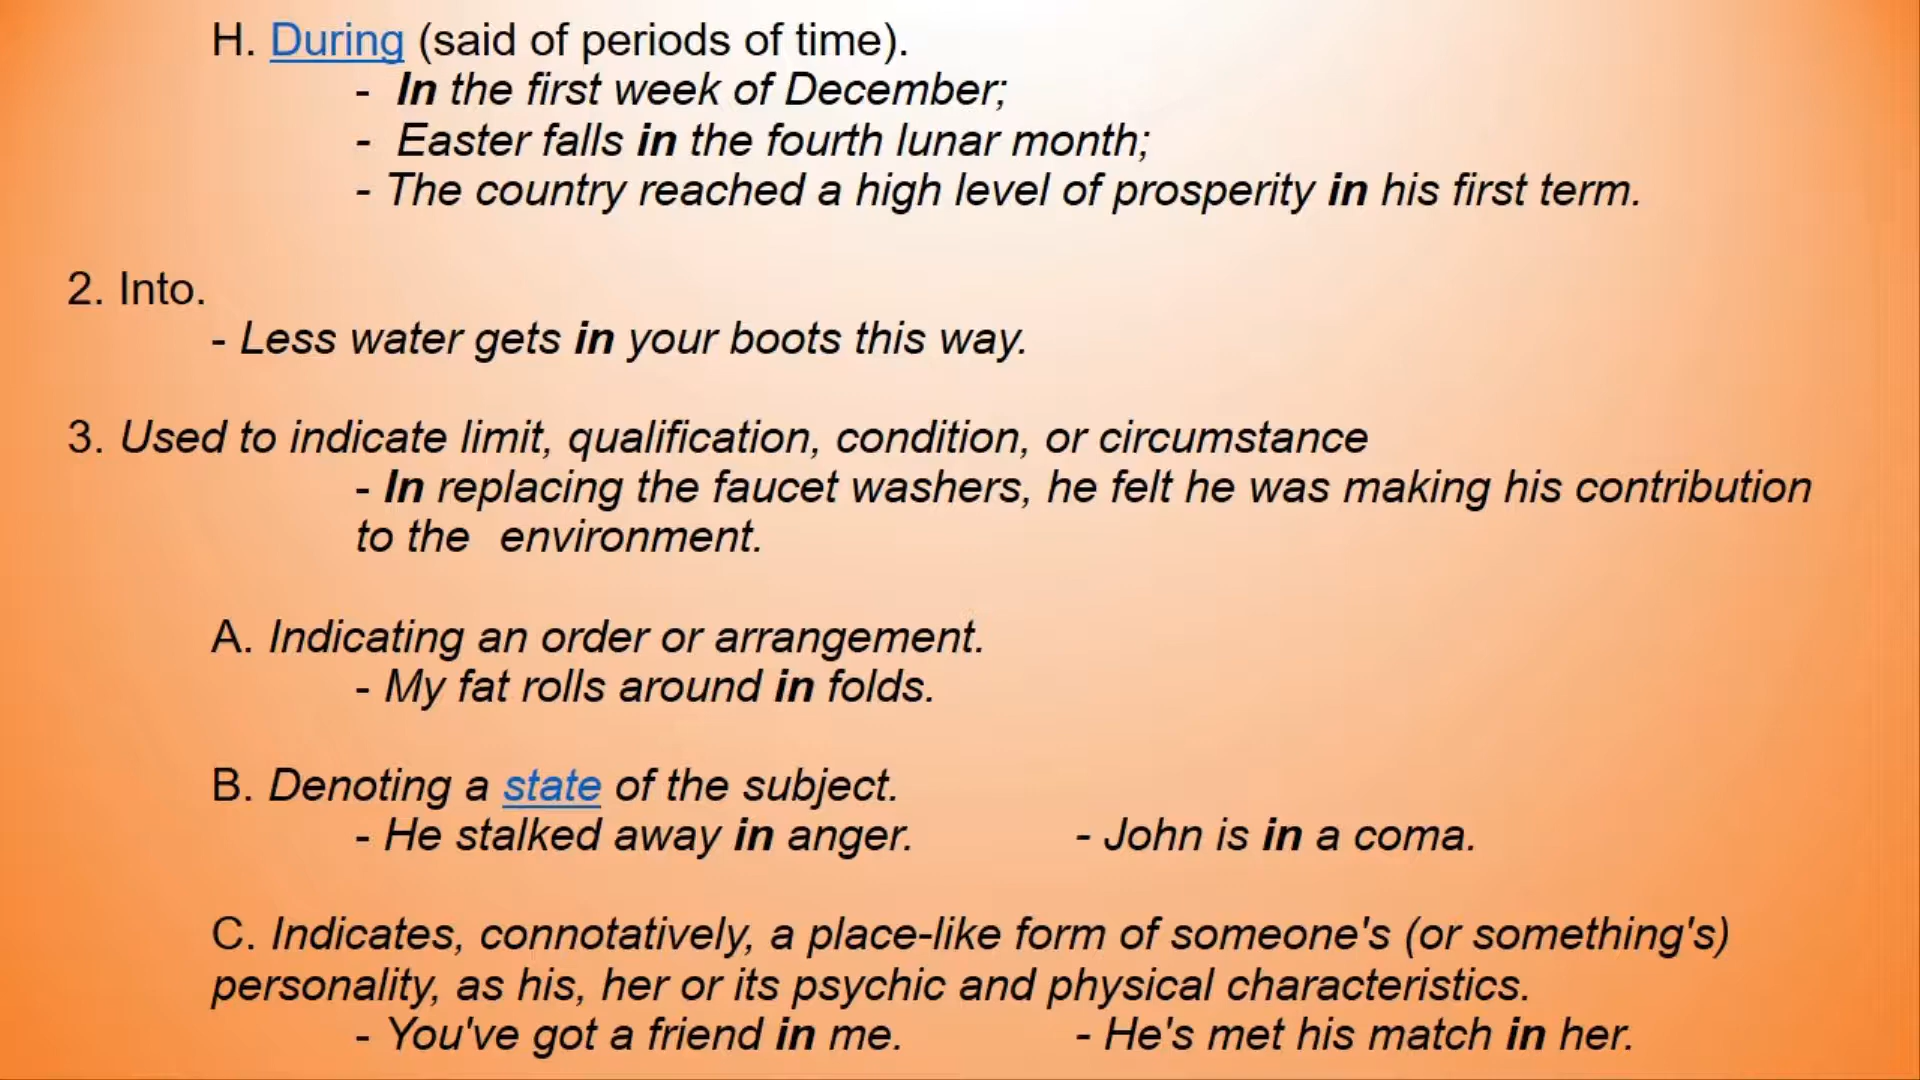 H. During (said of periods of time).
- In the first week of December;
- Easter falls in the fourth lunar month;
- The country reached a high level of prosperity in his first term.
2. Into.
- Less water gets in your boots this way.
3. Used to indicate limit, qualification, condition, or circumstance
- In replacing the faucet washers, he felt he was making his contribution
to the environment.
A. Indicating an order or arrangement.
- My fat rolls around in folds.
B. Denoting a state of the subject.
- He stalked away in anger. - John is in a coma.
C. Indicates, connotatively, a place-like form of someone's (or something's)
personality, as his, her or its psychic and physical characteristics.
- You've got a friend in me. - He's met his match in her.